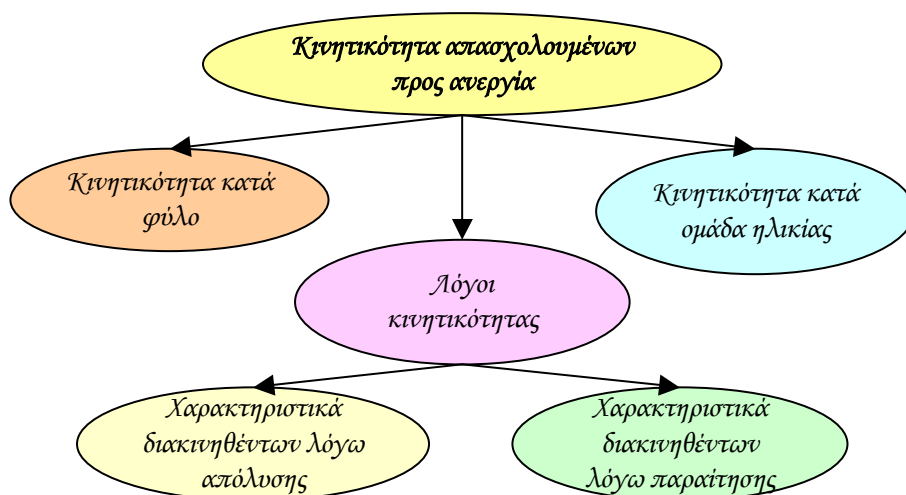 Κινητικότητα απασχολουμένων
προς ανεργία
Κινητικότητα κατά
φύλο
Κινητικότητα κατά
ομάδα ηλικίας
Λόγοι
κινητικότητας
Χαρακτηριστικά
διακινηθέντων λόγω
απόλυσης
Χαρακτηριστικά
διακινηθέντων
λόγω παραίτησης